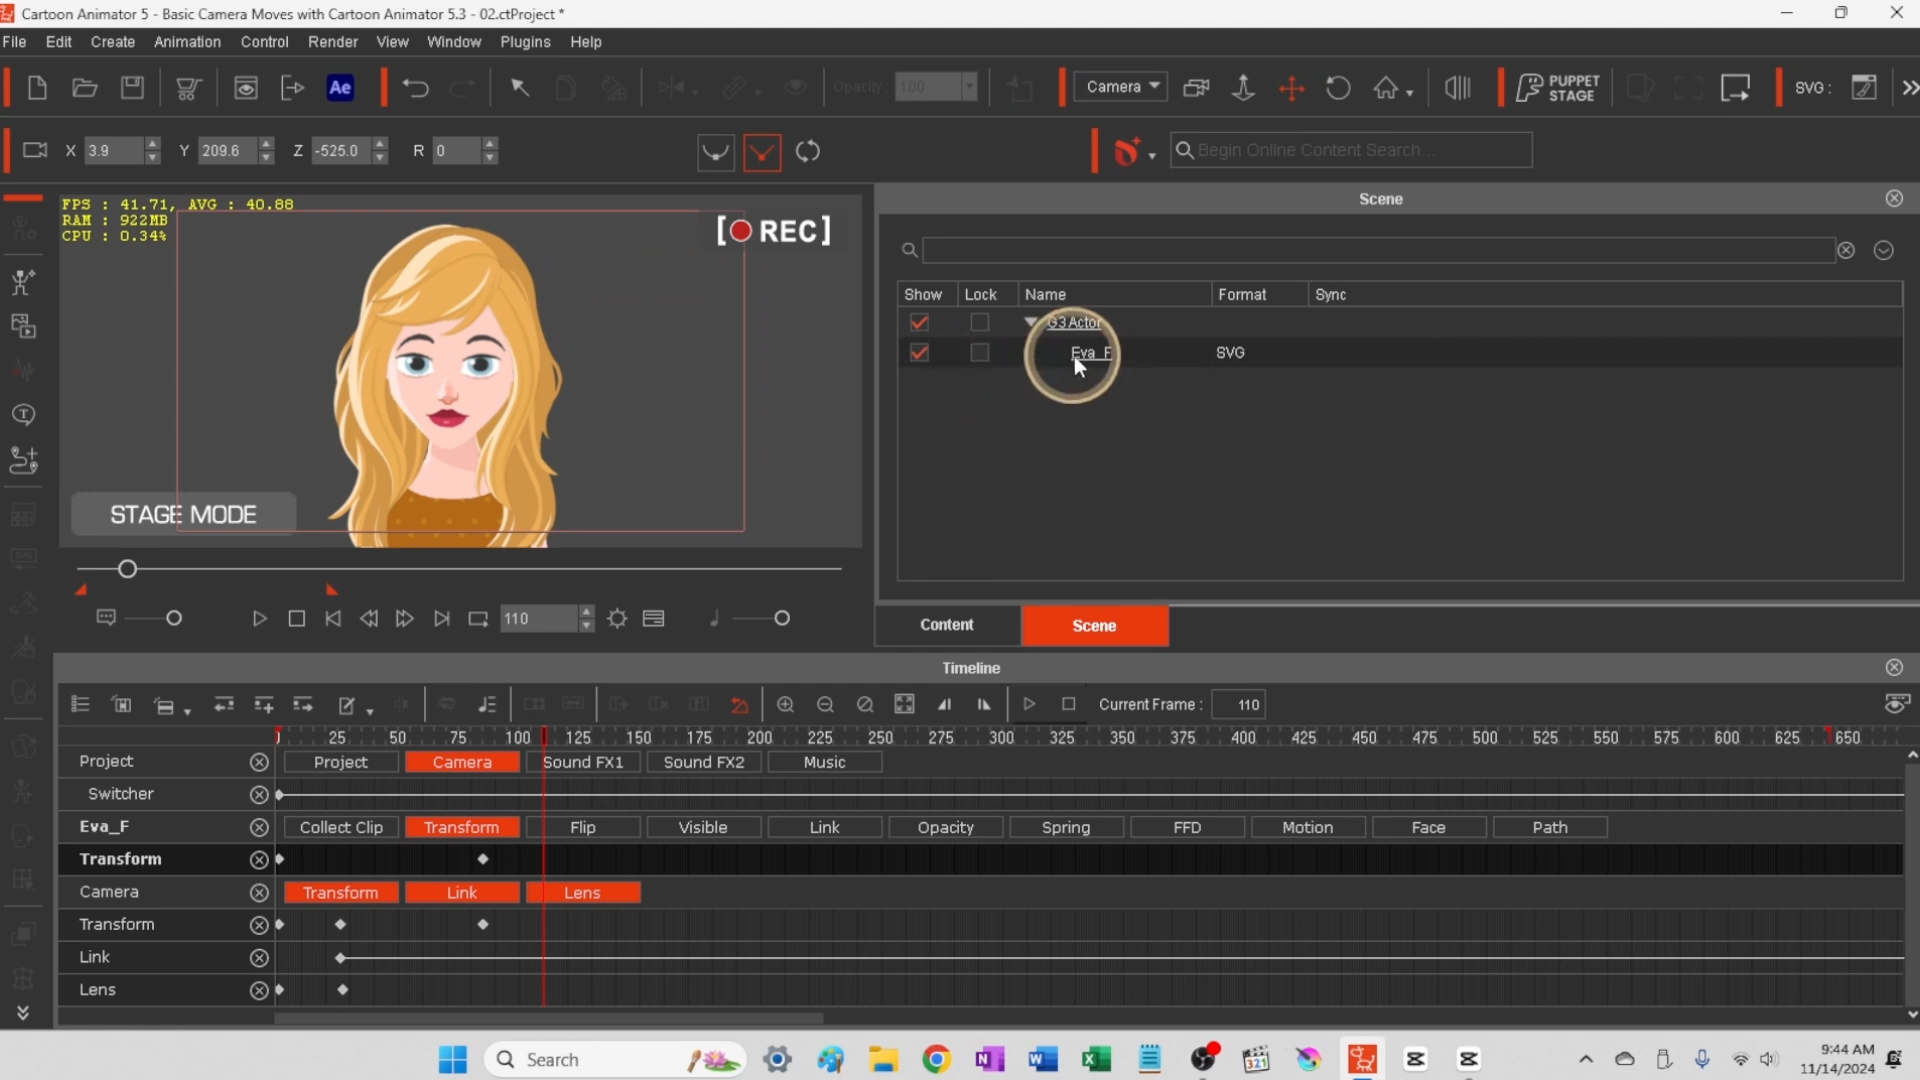 Cartoon Animator 5 - Basic Camera Moves with Cartoon Animator 5.3 - 02.ctProject *
File Edit Create Animation Control Render View Window Plugins Help
Ae Opacity: 100 Camera PUPPET STAGE SVG :
X 3.9 Y 209.6 Z -525.0 R 0 Begin Online Content Search...
Scene
FPS : 41.71, AVG : 40.88
RAM : 922MB
CPU : 0.34%
[● REC]
STAGE MODE
Show Lock Name Format Sync
G3 Actor
Eva_F SVG
110
Content Scene
Timeline
Current Frame : 110
0 25 50 75 100 125 150 175 200 225 250 275 300 325 350 375 400 425 450 475 500 525 550 575 600 625 650
Project Project Camera Sound FX1 Sound FX2 Music
Switcher
Eva_F Collect Clip Transform Flip Visible Link Opacity Spring FFD Motion Face Path
Transform
Camera Transform Link Lens
Transform
Link
Lens
Search
321
9:44 AM
11/14/2024